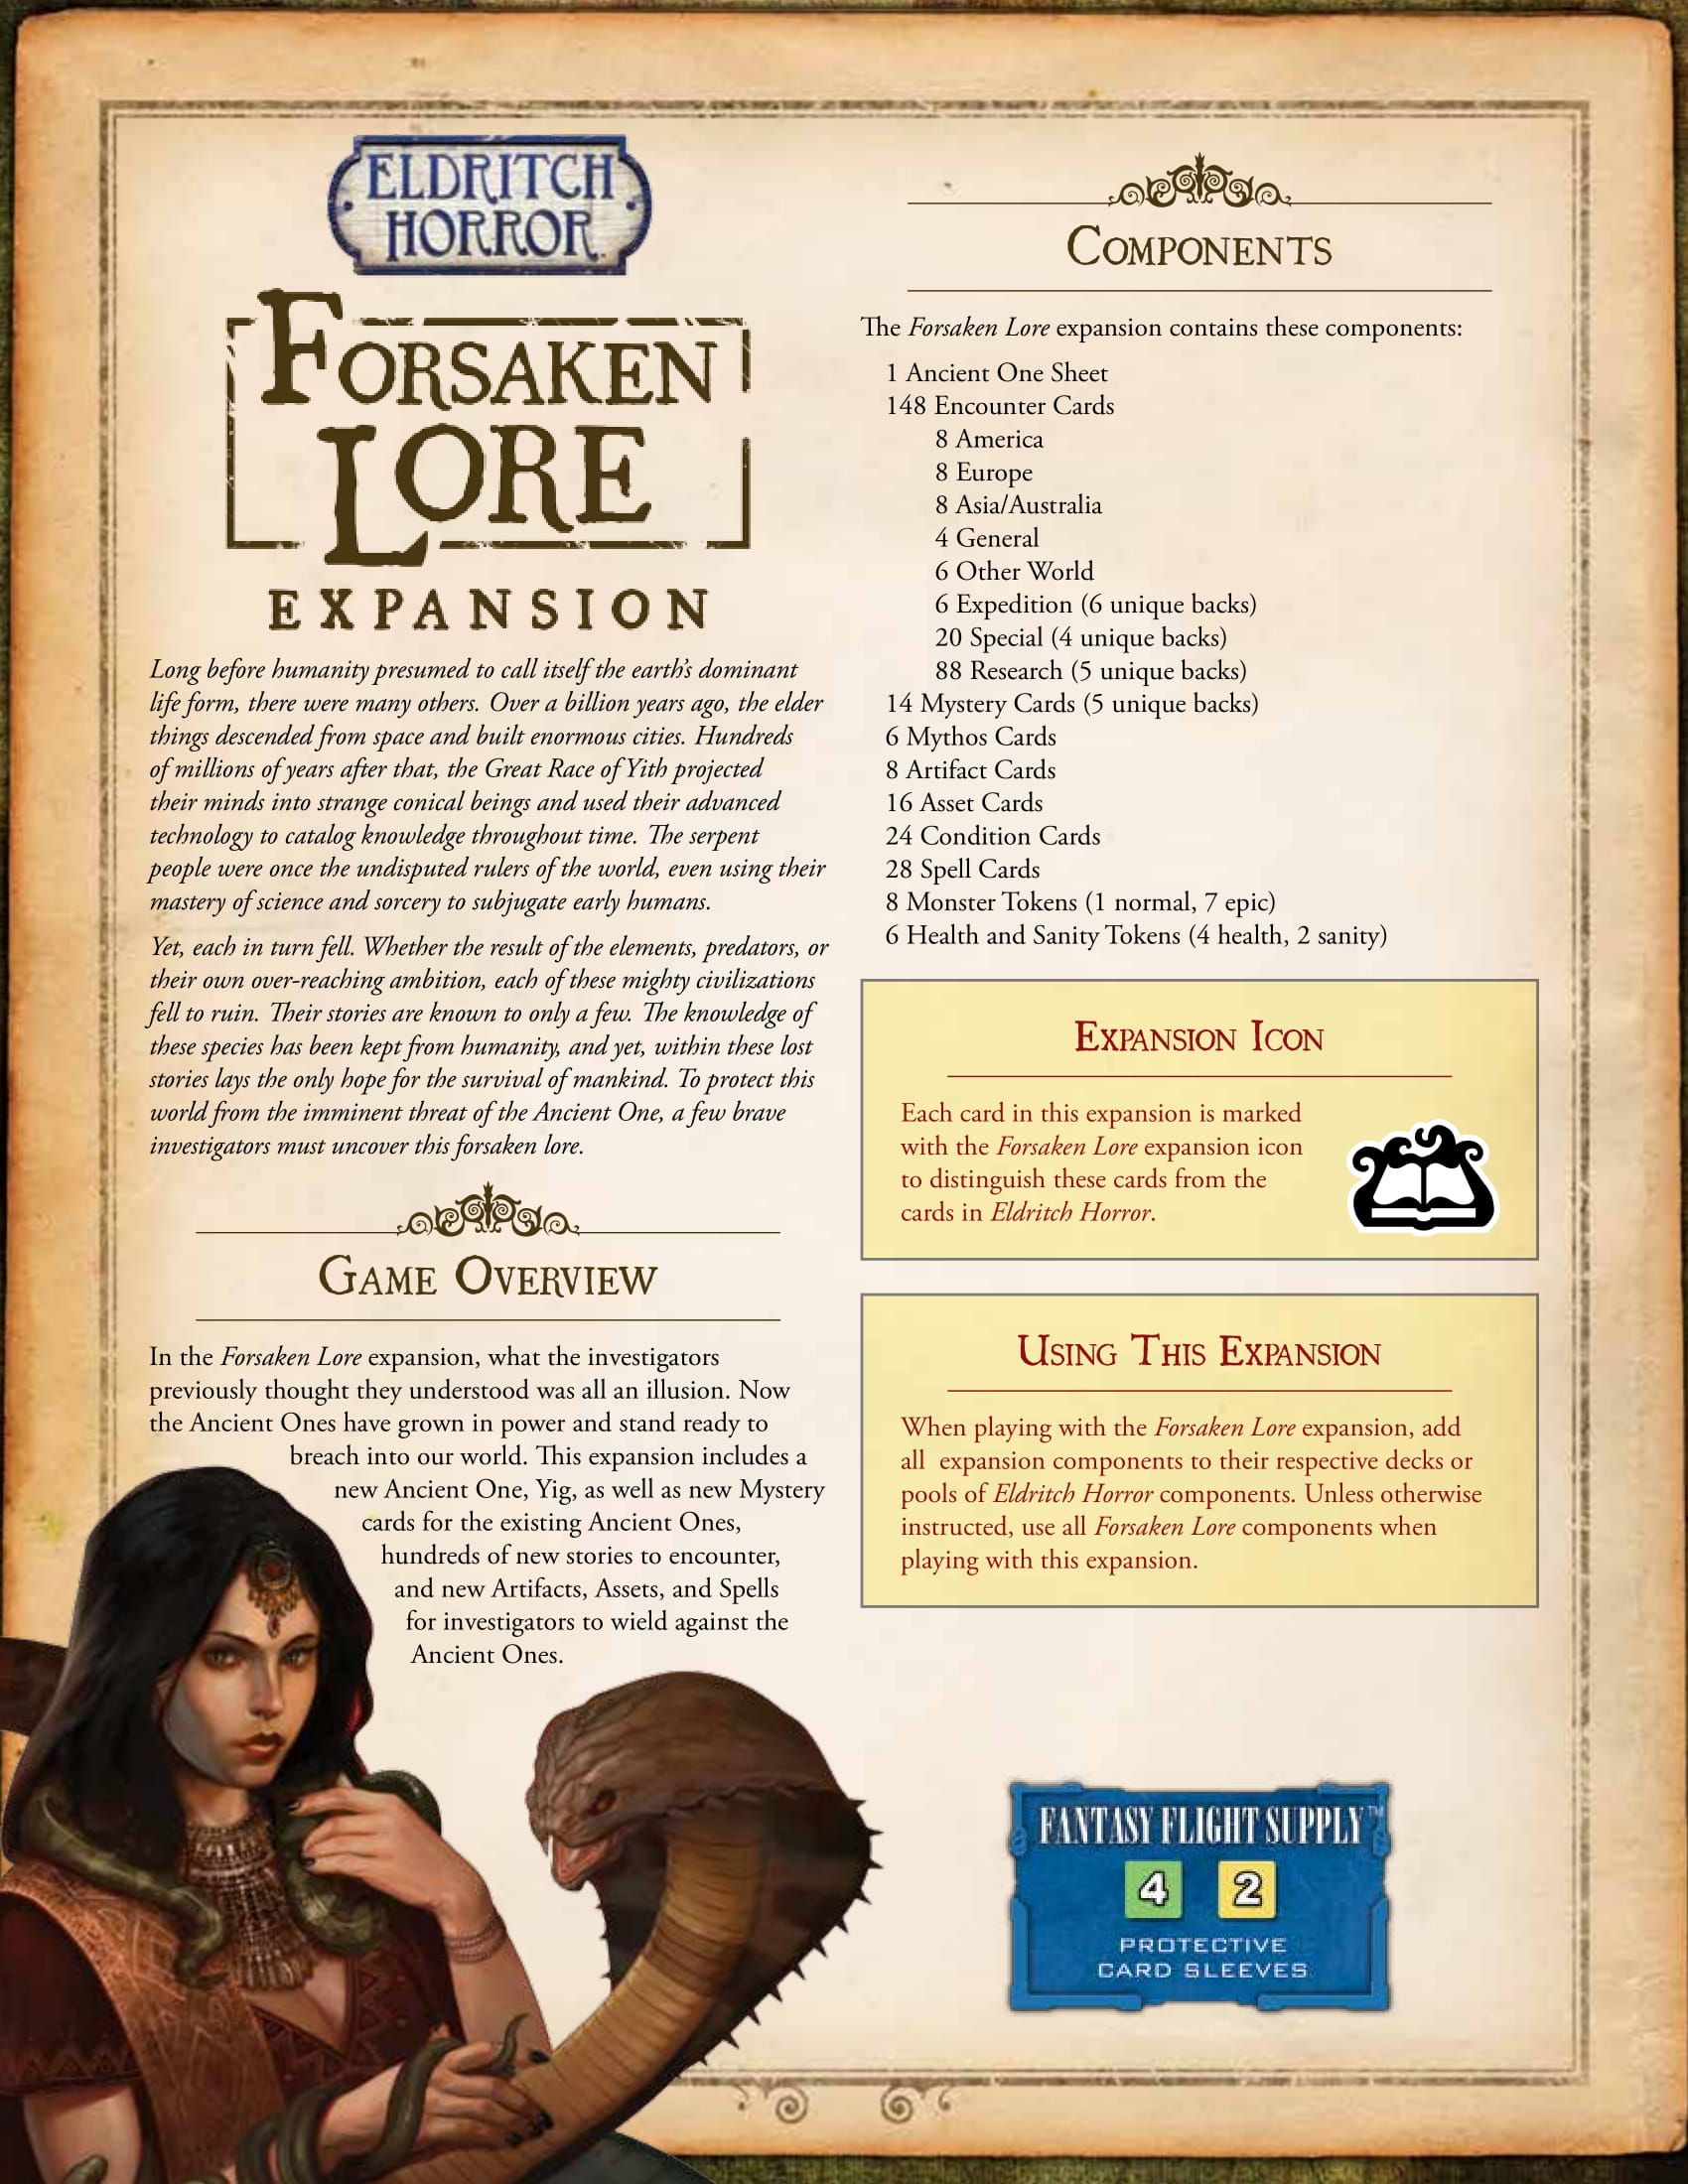 ELDRITCH
HORROR
FORSAKEN
LORE
EXPANSION
Long before humanity presumed to call itself the earth's dominant
life form, there were many others. Over a billion years ago, the elder
things descended from space and built enormous cities. Hundreds
of millions of years after that, the Great Race of Yith projected
their minds into strange conical beings and used their advanced
technology to catalog knowledge throughout time. The serpent
people were once the undisputed rulers of the world, even using their
mastery of science and sorcery to subjugate early humans.
Yet, each in turn fell. Whether the result of the elements, predators, or
their own over-reaching ambition, each of these mighty civilizations
fell to ruin. Their stories are known to only a few. The knowledge of
these species has been kept from humanity, and yet, within these lost
stories lays the only hope for the survival of mankind. To protect this
world from the imminent threat of the Ancient One, a few brave
investigators must uncover this forsaken lore.
GAME OVERVIEW
In the Forsaken Lore expansion, what the investigators
previously thought they understood was all an illusion. Now
the Ancient Ones have grown in power and stand ready to
breach into our world. This expansion includes a
new Ancient One, Yig, as well as new Mystery
cards for the existing Ancient Ones,
hundreds of new stories to encounter,
and new Artifacts, Assets, and Spells
for investigators to wield against the
Ancient Ones.
COMPONENTS
The Forsaken Lore expansion contains these components:
1 Ancient One Sheet
148 Encounter Cards
8 America
8 Europe
8 Asia/Australia
4 General
6 Other World
6 Expedition (6 unique backs)
20 Special (4 unique backs)
88 Research (5 unique backs)
14 Mystery Cards (5 unique backs)
6 Mythos Cards
8 Artifact Cards
16 Asset Cards
24 Condition Cards
28 Spell Cards
8 Monster Tokens (1 normal, 7 epic)
6 Health and Sanity Tokens (4 health, 2 sanity)
EXPANSION ICON
Each card in this expansion is marked
with the Forsaken Lore expansion icon
to distinguish these cards from the
cards in Eldritch Horror.
USING THIS EXPANSION
When playing with the Forsaken Lore expansion, add
all expansion components to their respective decks or
pools of Eldritch Horror components. Unless otherwise
instructed, use all Forsaken Lore components when
playing with this expansion.
FANTASY FLIGHT SUPPLY™
4 2
PROTECTIVE
CARD SLEEVES